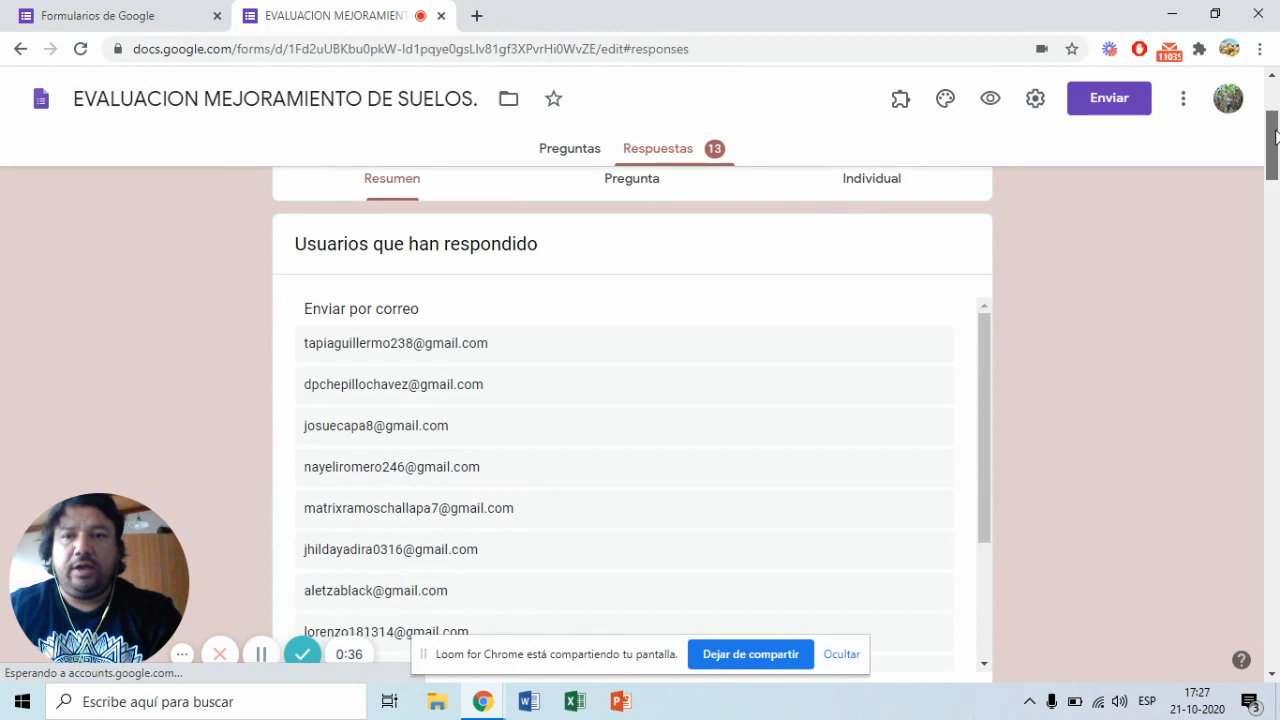 Formularios de Google
EVALUACION MEJORAMIENT
docs.google.com/forms/d/1Fd2uUBKbu0pkW-Id1pqye0gsLlv81gf3XPvrHi0WvZE/edit#responses
11035
EVALUACION MEJORAMIENTO DE SUELOS.
Enviar
Preguntas
Respuestas 13
Resumen
Pregunta
Individual
Usuarios que han respondido
Enviar por correo
tapiaguillermo238@gmail.com
dpchepillochavez@gmail.com
josuecapa8@gmail.com
nayeliromero246@gmail.com
matrixramoschallapa7@gmail.com
jhildayadira0316@gmail.com
aletzablack@gmail.com
lorenzo181314@gmail.com
0:36
Loom for Chrome está compartiendo tu pantalla.
Dejar de compartir
Ocultar
Esperando a accounts.google.com...
Escribe aquí para buscar
ESP
17:27
21-10-2020
3